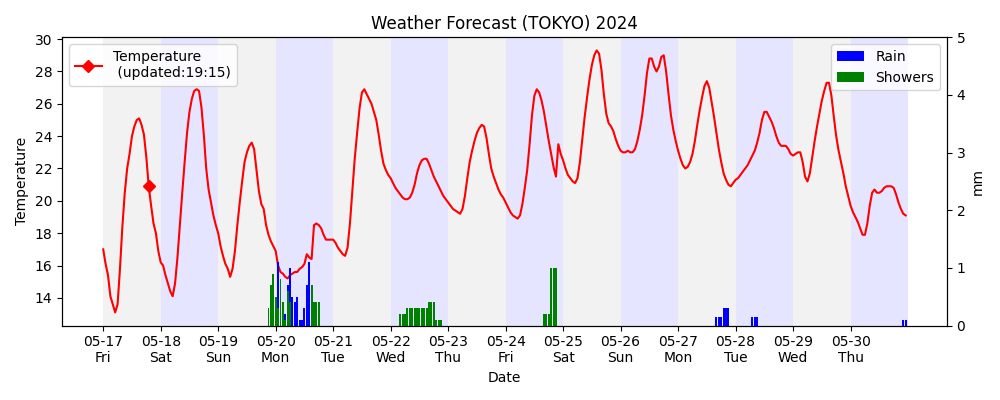 Weather Forecast (TOKYO) 2024
Temperature
(updated:19:15)
Rain
Showers
Temperature
30
28
26
24
22
20
18
16
14
5
4
3
2
1
0
mm
05-17 05-18 05-19 05-20 05-21 05-22 05-23 05-24 05-25 05-26 05-27 05-28 05-29 05-30
Fri Sat Sun Mon Tue Wed Thu Fri Sat Sun Mon Tue Wed Thu
Date